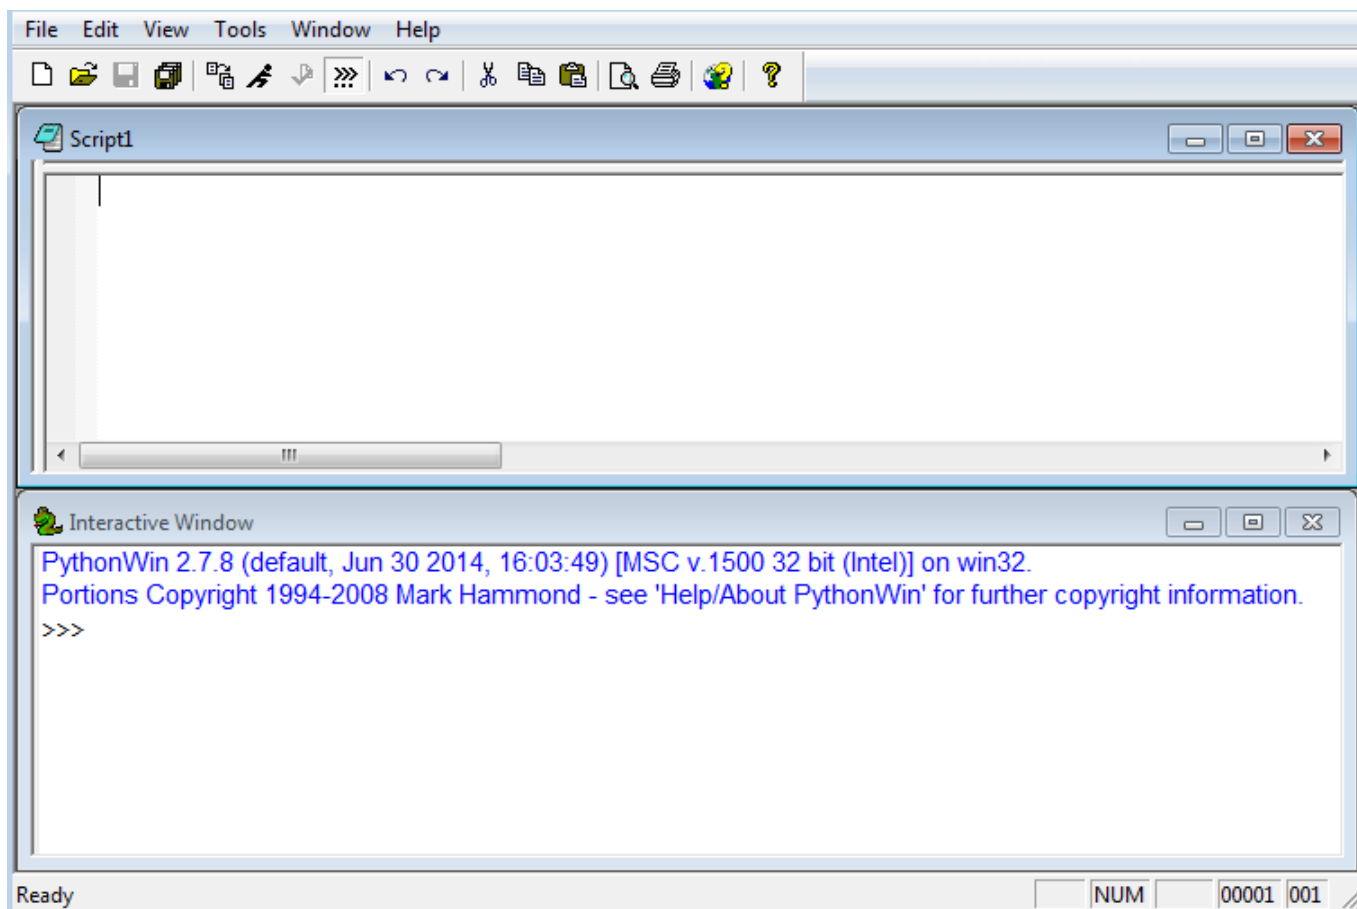 File Edit View Tools Window Help
Script1
Interactive Window
PythonWin 2.7.8 (default, Jun 30 2014, 16:03:49) [MSC v.1500 32 bit (Intel)] on win32.
Portions Copyright 1994-2008 Mark Hammond - see 'Help/About PythonWin' for further copyright information.
>>>
Ready NUM 00001 001